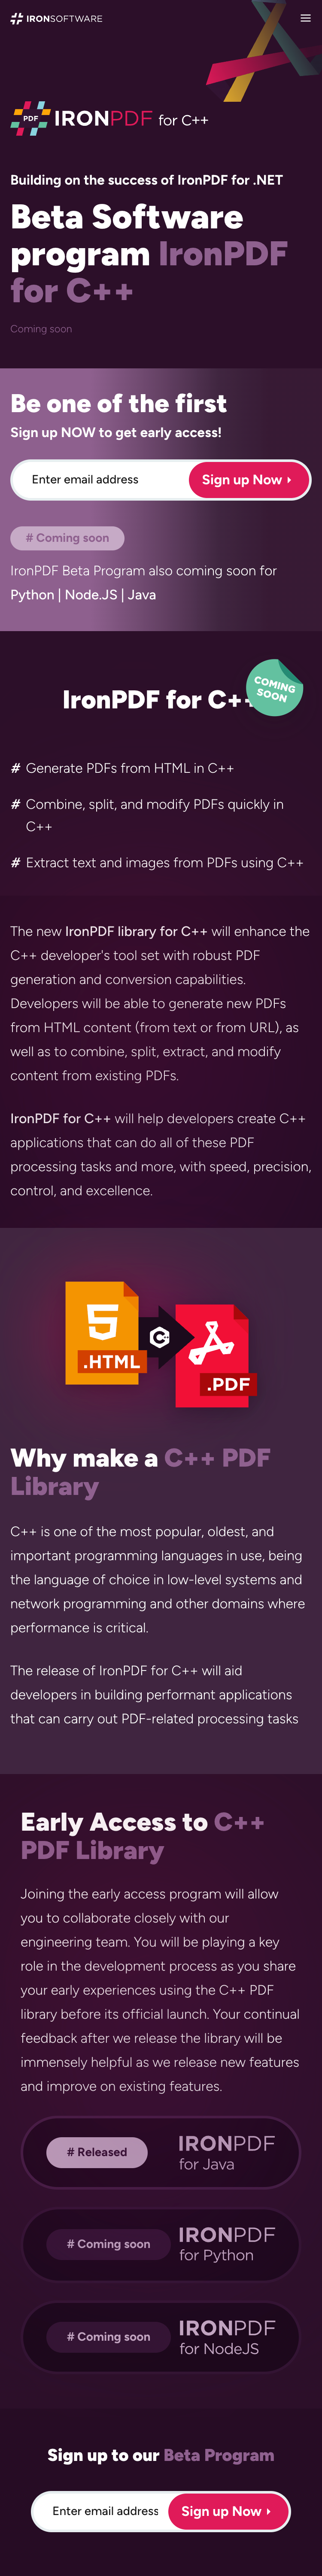 IRONSOFTWARE
PDF IRONPDF for C++
Building on the success of IronPDF for .NET
Beta Software
program IronPDF
for C++
Coming soon
Be one of the first
Sign up NOW to get early access!
Enter email address Sign up Now
# Coming soon
IronPDF Beta Program also coming soon for
Python | Node.JS | Java
COMING
SOON
IronPDF for C++
# Generate PDFs from HTML in C++
# Combine, split, and modify PDFs quickly in
C++
# Extract text and images from PDFs using C++
The new IronPDF library for C++ will enhance the
C++ developer's tool set with robust PDF
generation and conversion capabilities.
Developers will be able to generate new PDFs
from HTML content (from text or from URL), as
well as to combine, split, extract, and modify
content from existing PDFs.
IronPDF for C++ will help developers create C++
applications that can do all of these PDF
processing tasks and more, with speed, precision,
control, and excellence.
.HTML
.PDF
Why make a C++ PDF
Library
C++ is one of the most popular, oldest, and
important programming languages in use, being
the language of choice in low-level systems and
network programming and other domains where
performance is critical.
The release of IronPDF for C++ will aid
developers in building performant applications
that can carry out PDF-related processing tasks
Early Access to C++
PDF Library
Joining the early access program will allow
you to collaborate closely with our
engineering team. You will be playing a key
role in the development process as you share
your early experiences using the C++ PDF
library before its official launch. Your continual
feedback after we release the library will be
immensely helpful as we release new features
and improve on existing features.
# Released
IRONPDF
for Java
# Coming soon
IRONPDF
for Python
# Coming soon
IRONPDF
for NodeJS
Sign up to our Beta Program
Enter email address Sign up Now